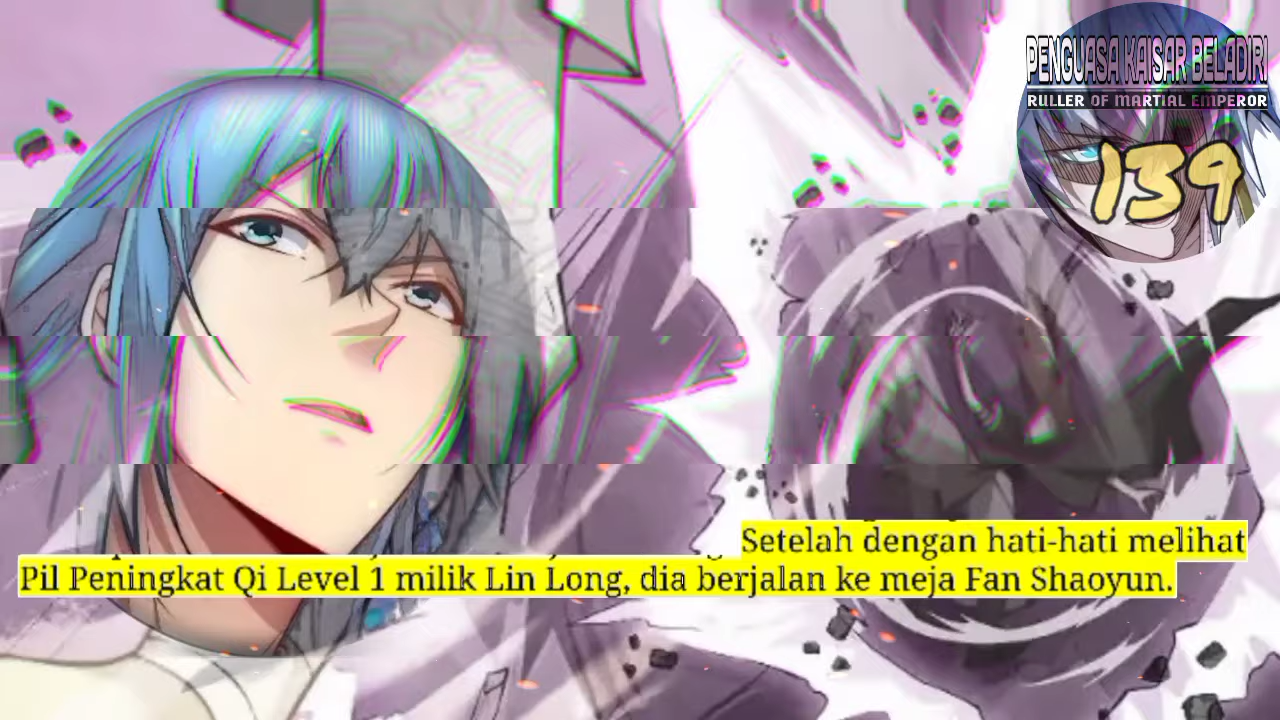 PENGUASA KAISAR BELADIRI
RULLER OF MARTIAL EMPEROR
139
Setelah dengan hati-hati melihat
Pil Peningkat Qi Level 1 milik Lin Long, dia berjalan ke meja Fan Shaoyun.